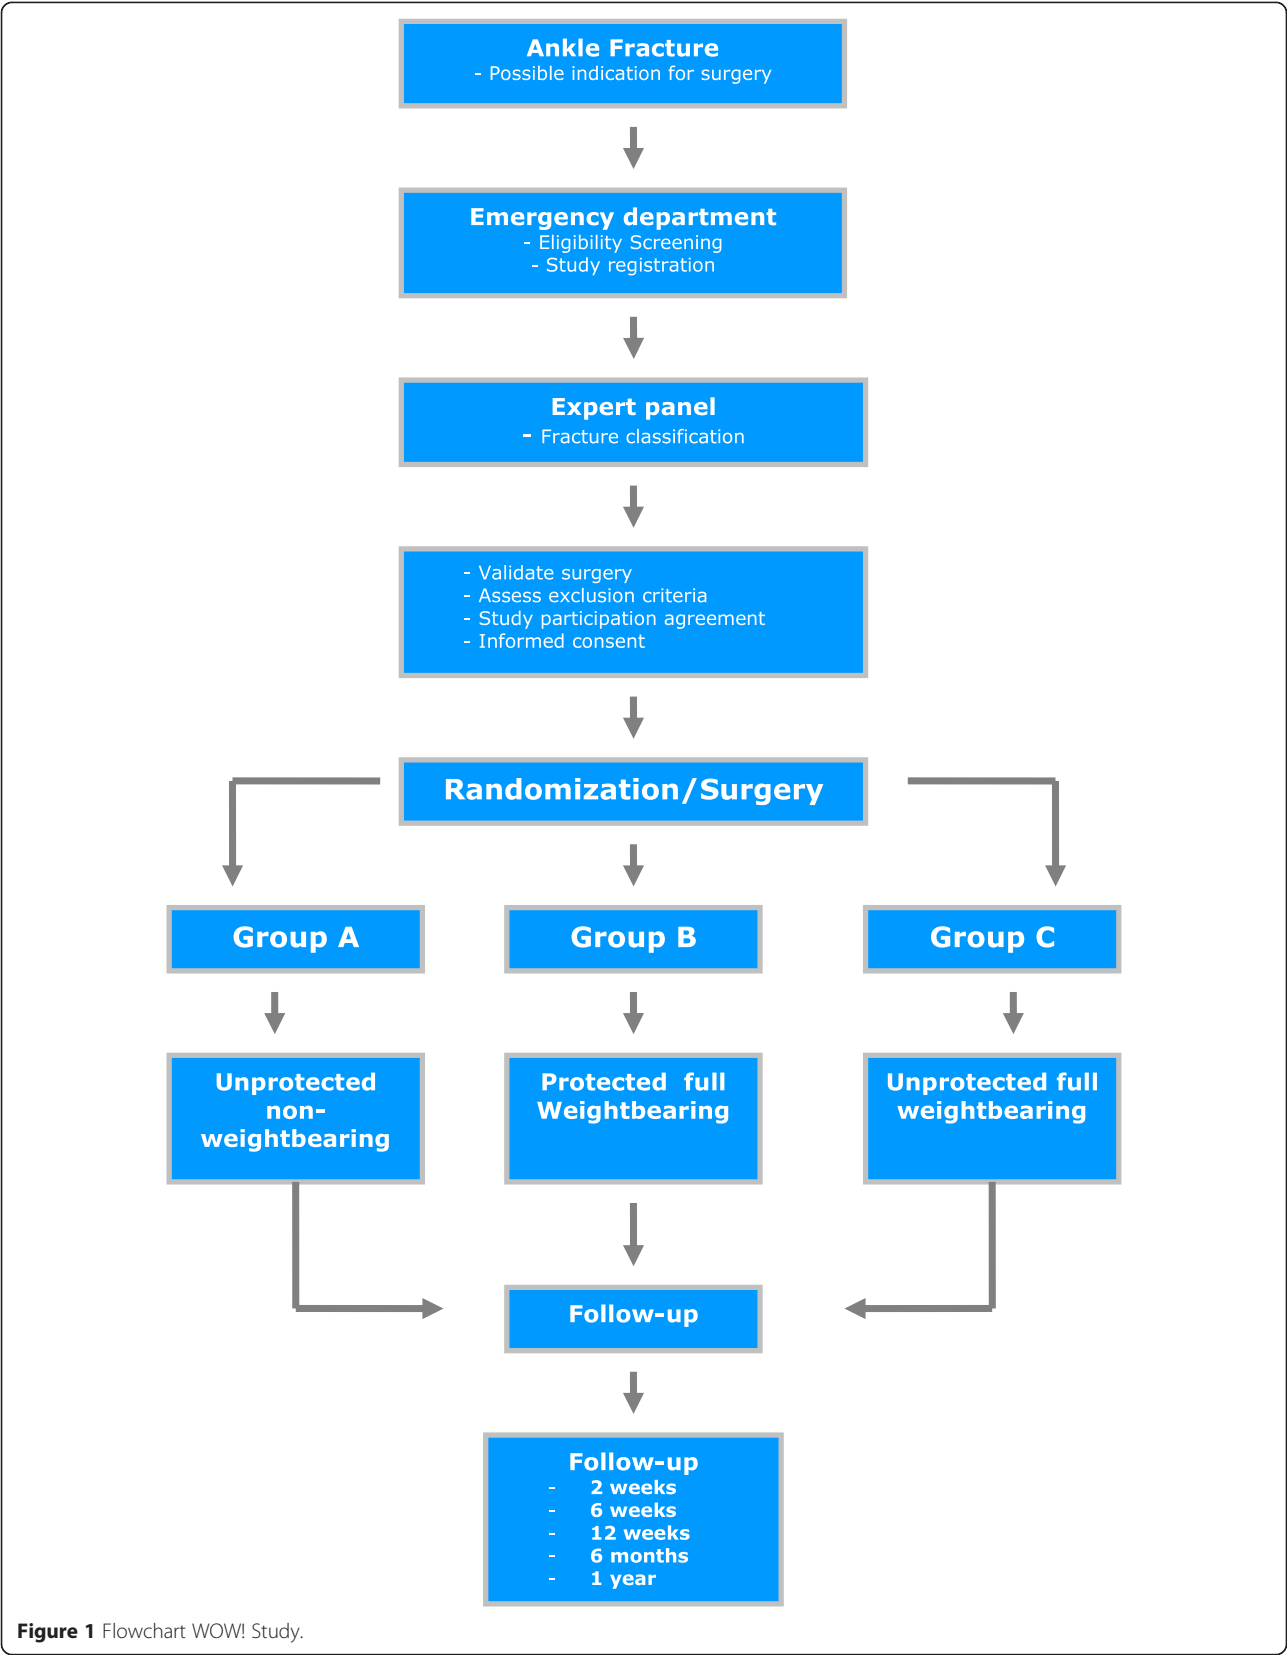 Ankle Fracture
- Possible indication for surgery
Emergency department
- Eligibility Screening
- Study registration
Expert panel
- Fracture classification
- Validate surgery
- Assess exclusion criteria
- Study participation agreement
- Informed consent
Randomization/Surgery
Group A
Group B
Group C
Unprotected
non-
weightbearing
Protected full
Weightbearing
Unprotected full
weightbearing
Follow-up
Follow-up
- 2 weeks
- 6 weeks
- 12 weeks
- 6 months
- 1 year
Figure 1 Flowchart WOW! Study.